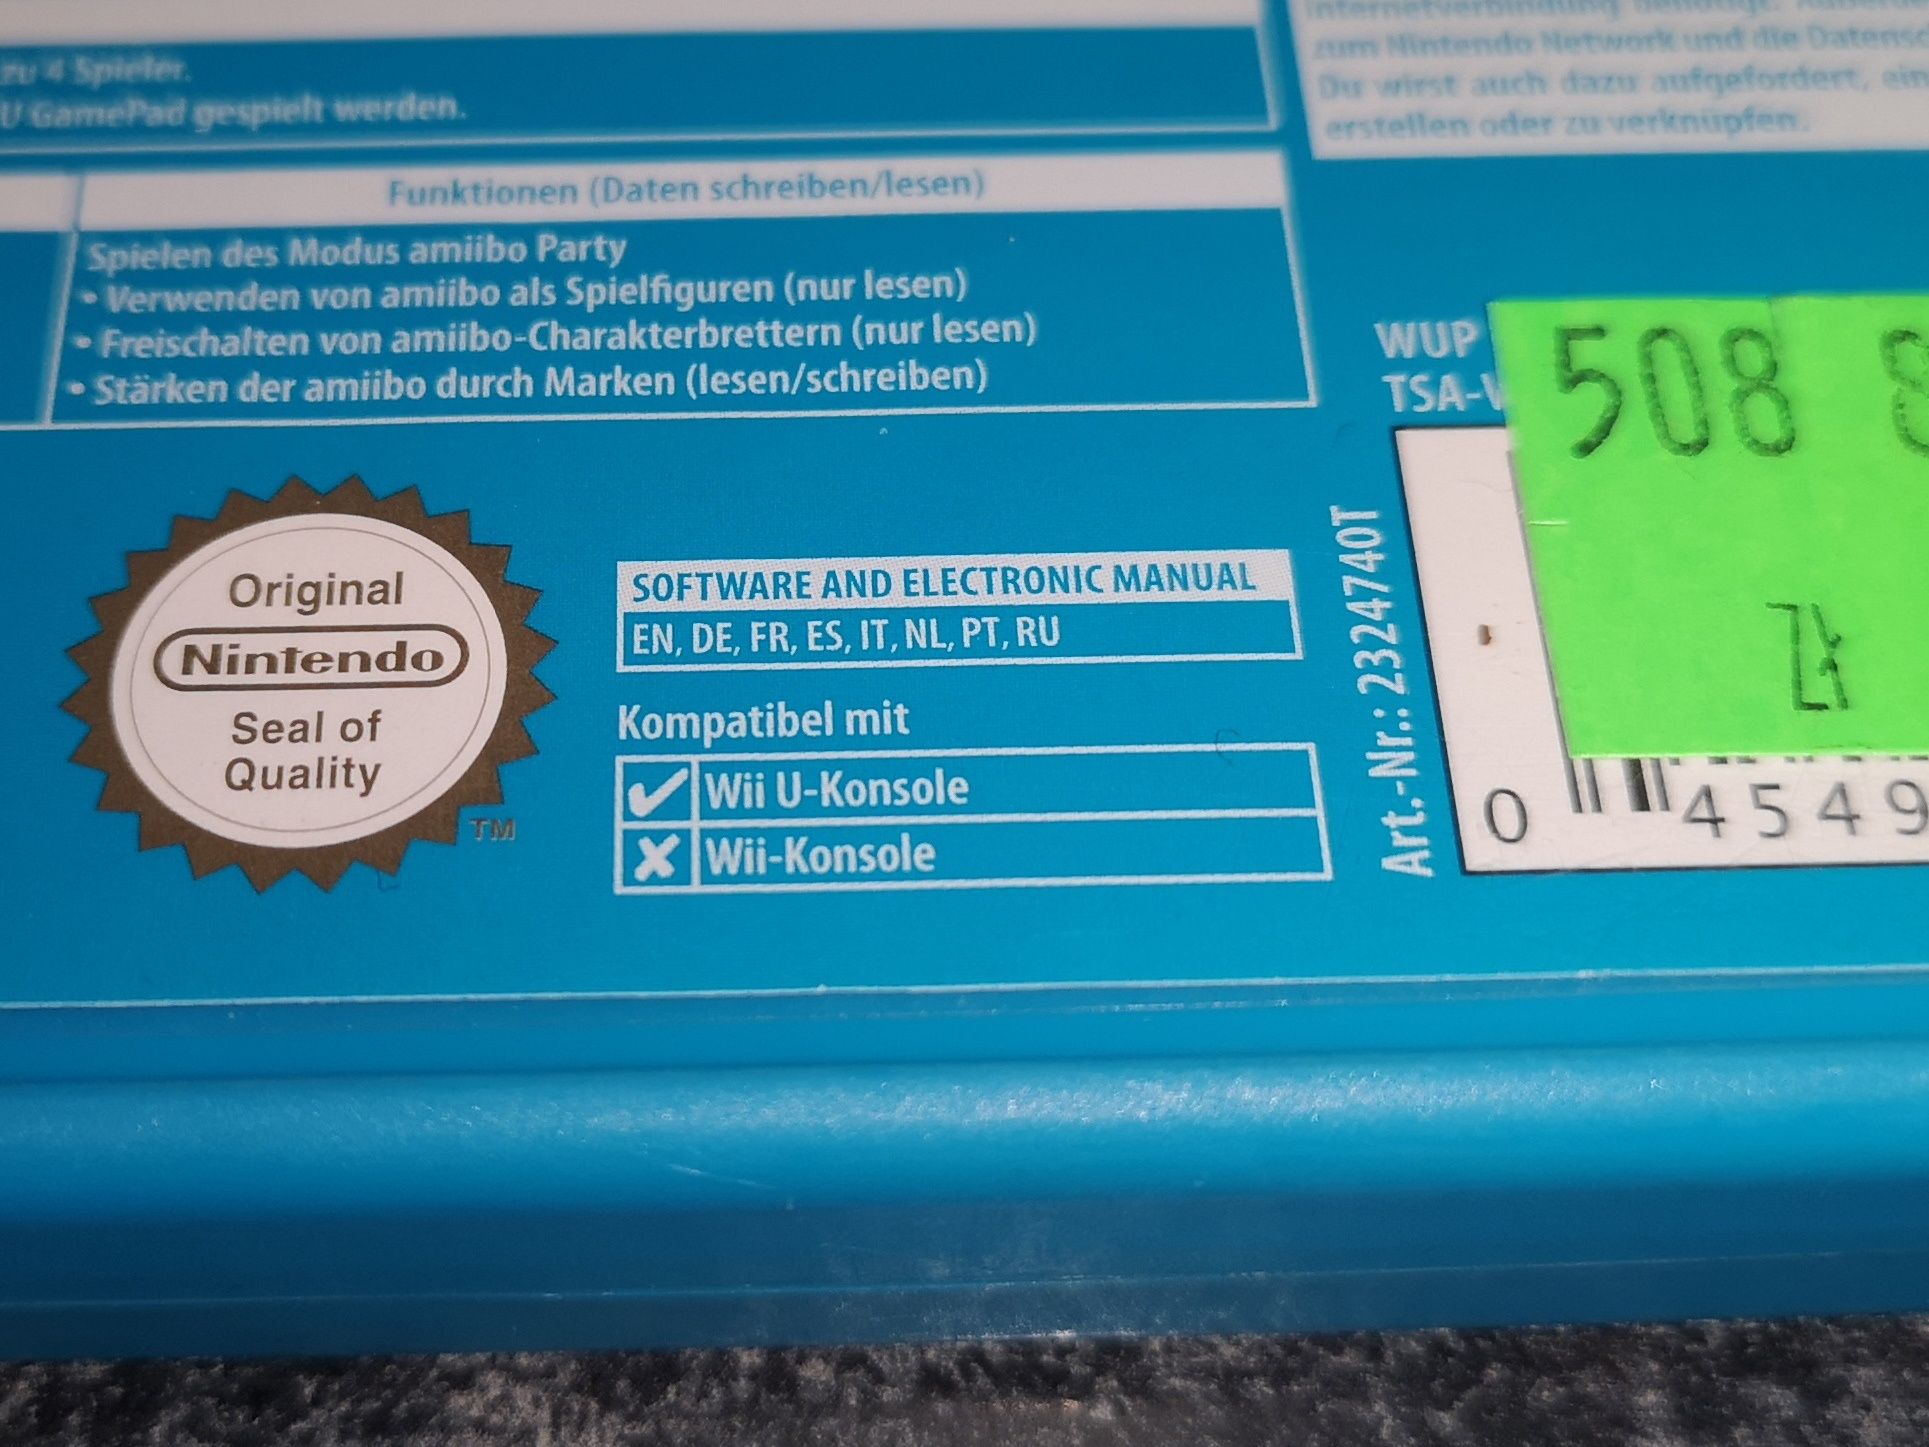 zu 4 Spieler.
U GamePad gespielt werden.
Internetverbindung benötigt.
zum Nintendo Network und die Datensc
Du wirst auch dazu aufgefordert, ein
erstellen oder zu verknüpfen.
Funktionen (Daten schreiben/lesen)
Spielen des Modus amiibo Party
• Verwenden von amiibo als Spielfiguren (nur lesen)
• Freischalten von amiibo-Charakterbrettern (nur lesen)
• Stärken der amiibo durch Marken (lesen/schreiben)
WUP
TSA-
508 8
zł
Original
Nintendo
Seal of
Quality
TM
SOFTWARE AND ELECTRONIC MANUAL
EN, DE, FR, ES, IT, NL, PT, RU
Kompatibel mit
Wii U-Konsole
Wii-Konsole
Art.-Nr.: 2324740T
0 4549